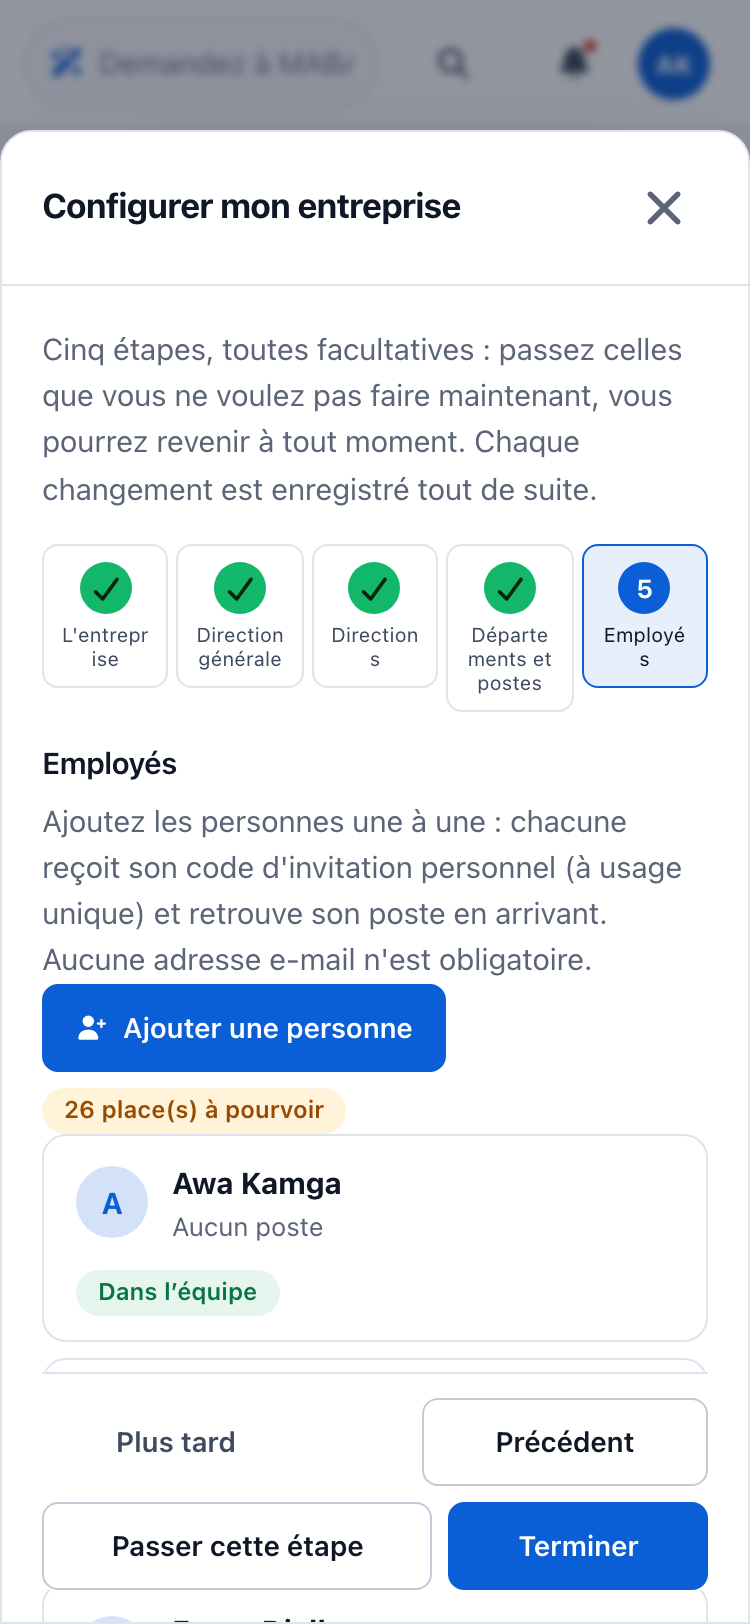 Demandez à MABA
AK
Configurer mon entreprise
Cinq étapes, toutes facultatives : passez celles
que vous ne voulez pas faire maintenant, vous
pourrez revenir à tout moment. Chaque
changement est enregistré tout de suite.
L'entrepr
ise
Direction
générale
Direction
s
Départe
ments et
postes
5
Employé
s
Employés
Ajoutez les personnes une à une : chacune
reçoit son code d'invitation personnel (à usage
unique) et retrouve son poste en arrivant.
Aucune adresse e-mail n'est obligatoire.
Ajouter une personne
26 place(s) à pourvoir
A
Awa Kamga
Aucun poste
Dans l’équipe
Plus tard
Précédent
Passer cette étape
Terminer